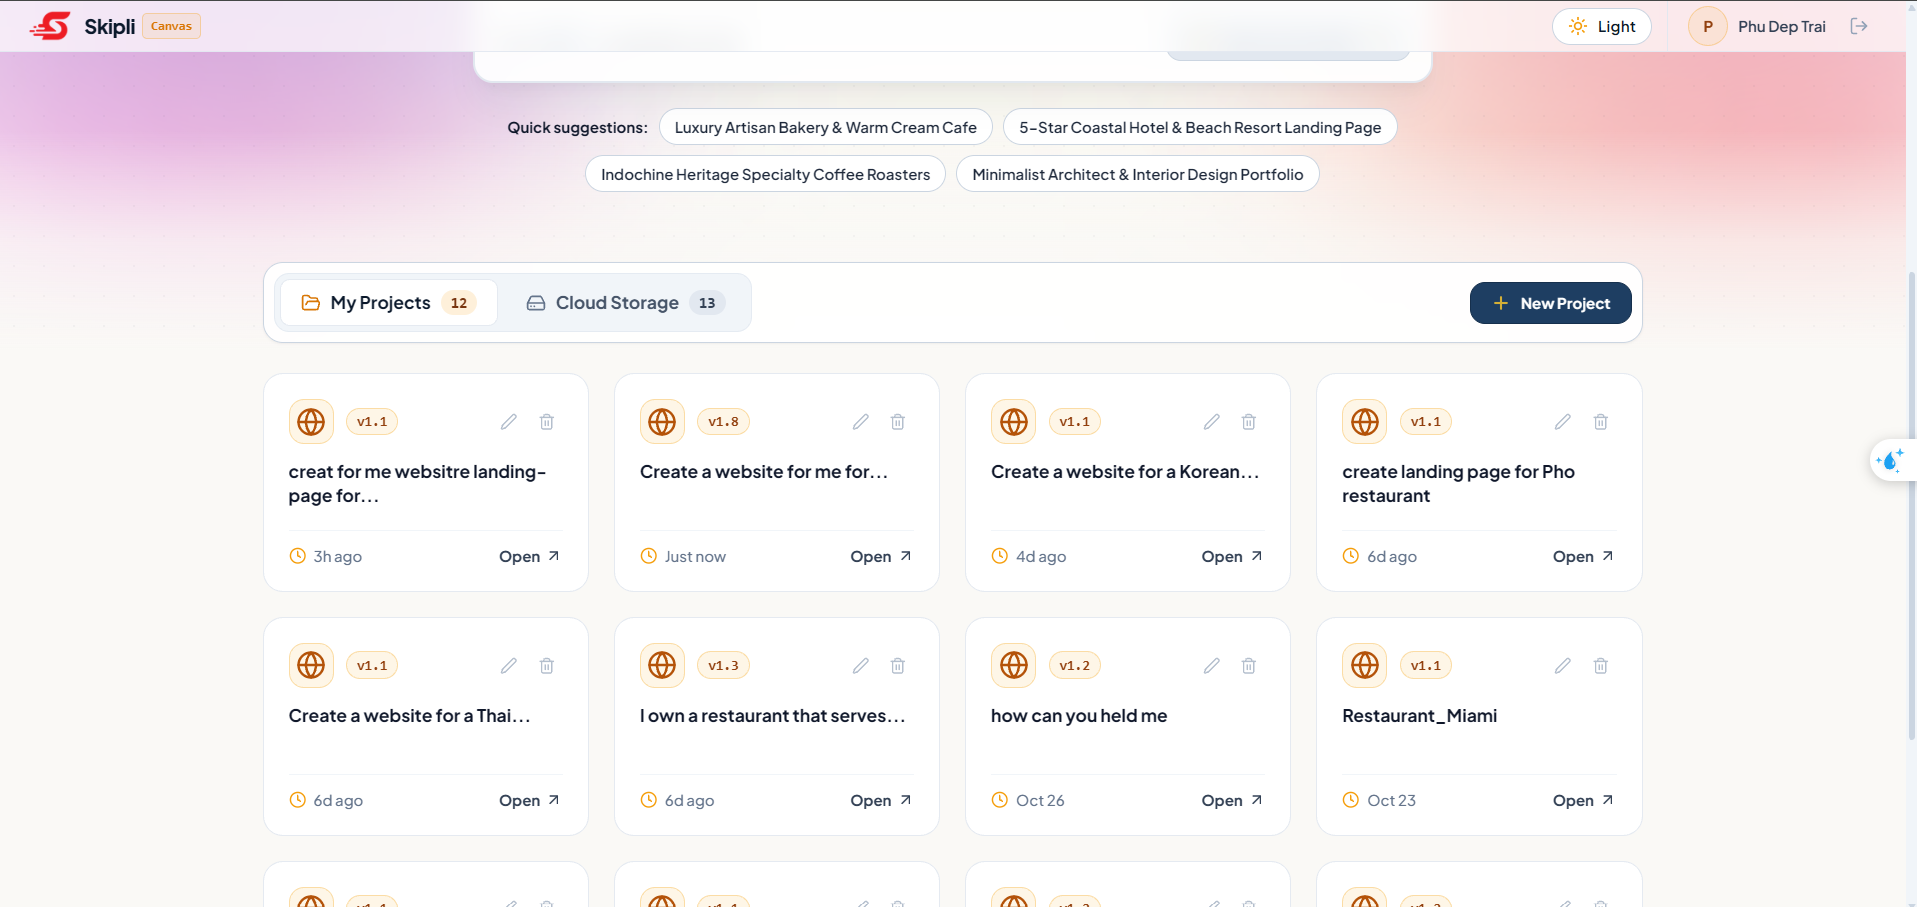 Skipli Canvas
Light
P Phu Dep Trai
Quick suggestions: Luxury Artisan Bakery & Warm Cream Cafe 5-Star Coastal Hotel & Beach Resort Landing Page
Indochine Heritage Specialty Coffee Roasters Minimalist Architect & Interior Design Portfolio
My Projects 12 Cloud Storage 13
New Project
v1.1
creat for me websitre landing-
page for...
3h ago Open
v1.8
Create a website for me for...
Just now Open
v1.1
Create a website for a Korean...
4d ago Open
v1.1
create landing page for Pho
restaurant
6d ago Open
v1.1
Create a website for a Thai...
6d ago Open
v1.3
I own a restaurant that serves...
6d ago Open
v1.2
how can you held me
Oct 26 Open
v1.1
Restaurant_Miami
Oct 23 Open